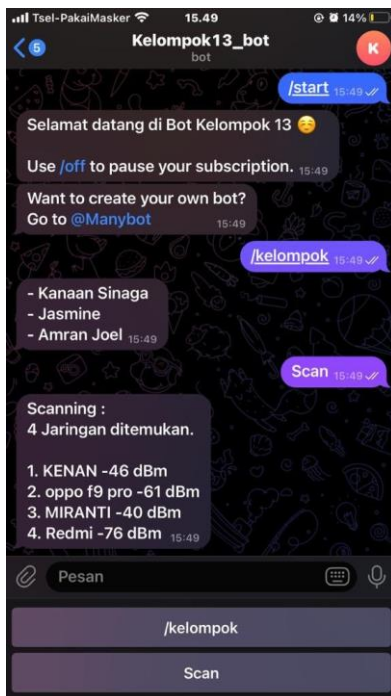 Tsel-PakaiMasker 15.49 14%
5
Kelompok13_bot
bot
K
/start 15:49
Selamat datang di Bot Kelompok 13
Use /off to pause your subscription. 15:49
Want to create your own bot?
Go to @Manybot 15:49
/kelompok 15:49
- Kanaan Sinaga
- Jasmine
- Amran Joel 15:49
Scan 15:49
Scanning :
4 Jaringan ditemukan.
1. KENAN -46 dBm
2. oppo f9 pro -61 dBm
3. MIRANTI -40 dBm
4. Redmi -76 dBm 15:49
Pesan
/kelompok
Scan